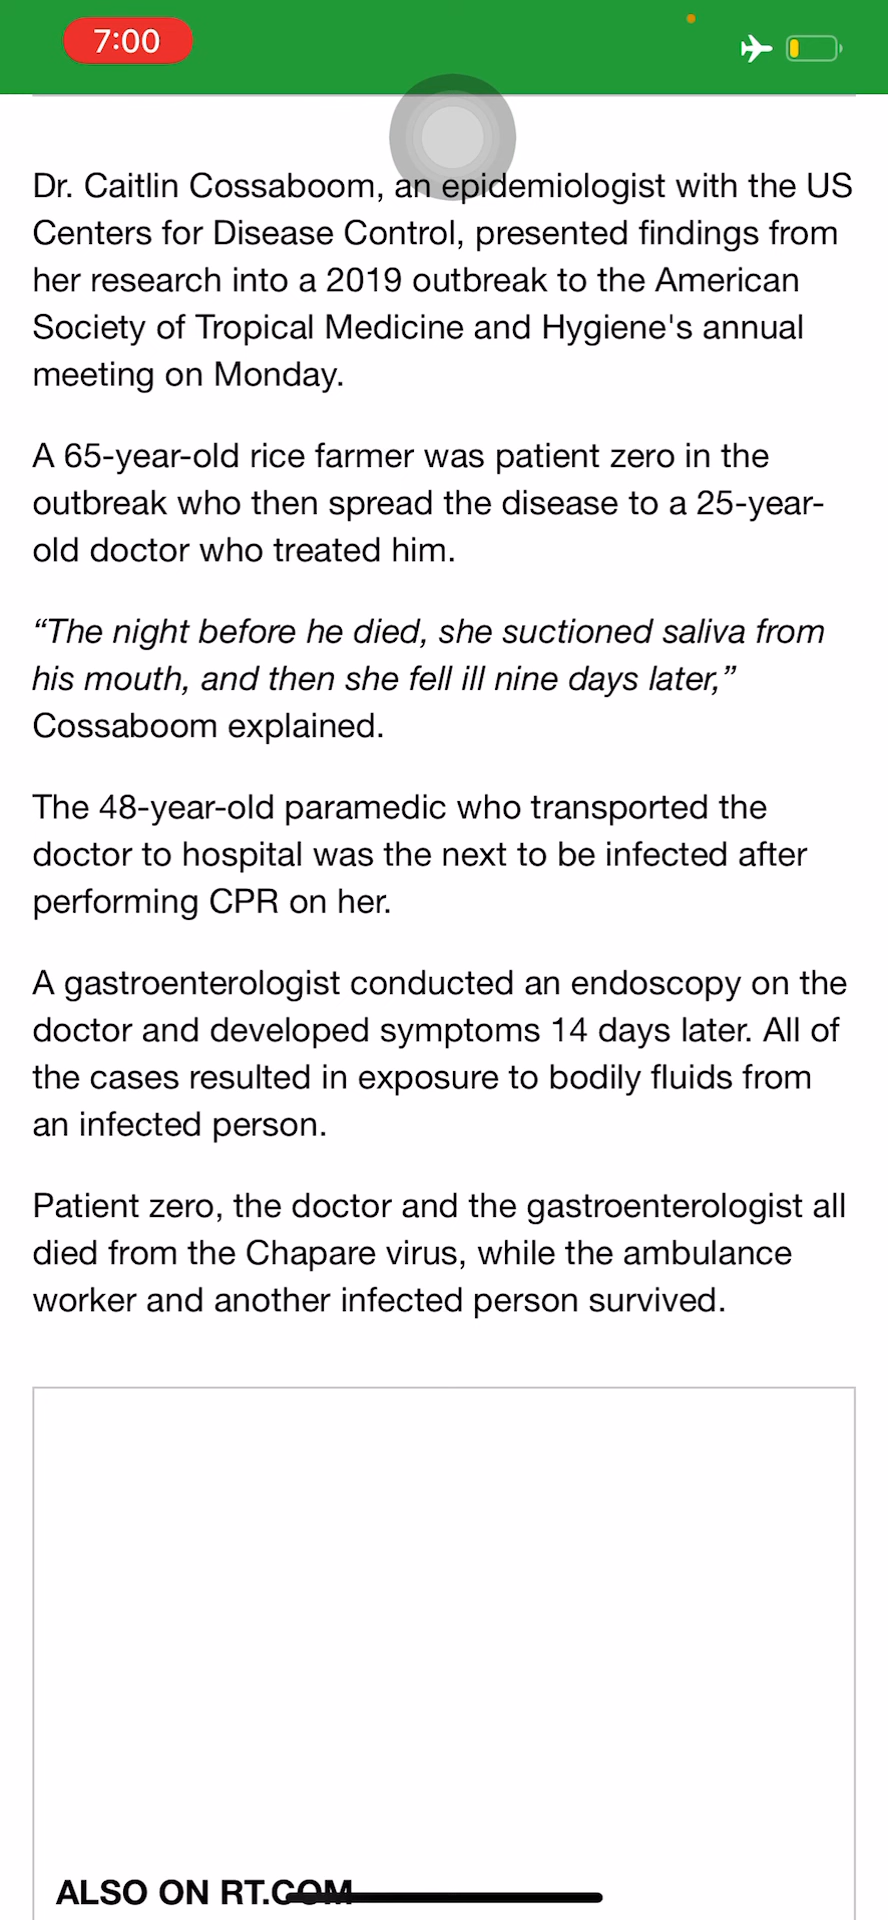 7:00
Dr. Caitlin Cossaboom, an epidemiologist with the US
Centers for Disease Control, presented findings from
her research into a 2019 outbreak to the American
Society of Tropical Medicine and Hygiene's annual
meeting on Monday.
A 65-year-old rice farmer was patient zero in the
outbreak who then spread the disease to a 25-year-
old doctor who treated him.
“The night before he died, she suctioned saliva from
his mouth, and then she fell ill nine days later,”
Cossaboom explained.
The 48-year-old paramedic who transported the
doctor to hospital was the next to be infected after
performing CPR on her.
A gastroenterologist conducted an endoscopy on the
doctor and developed symptoms 14 days later. All of
the cases resulted in exposure to bodily fluids from
an infected person.
Patient zero, the doctor and the gastroenterologist all
died from the Chapare virus, while the ambulance
worker and another infected person survived.
ALSO ON RT.COM